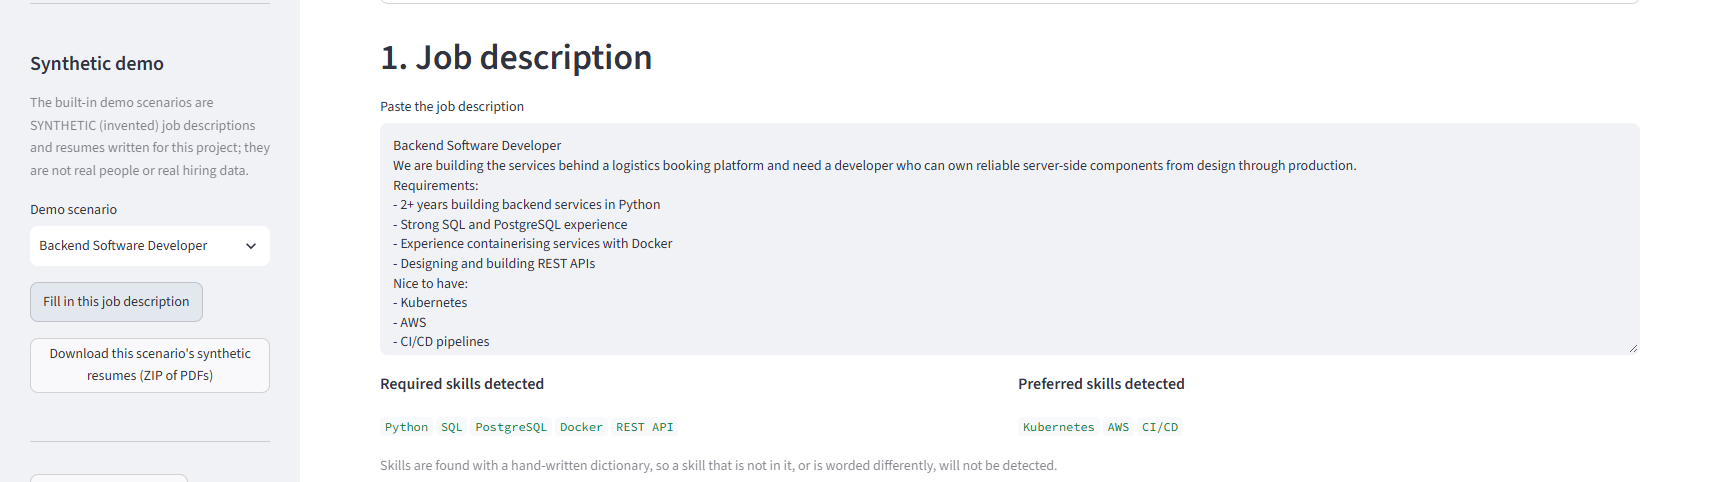 Synthetic demo
The built-in demo scenarios are
SYNTHETIC (invented) job descriptions
and resumes written for this project; they
are not real people or real hiring data.
Demo scenario
Backend Software Developer
Fill in this job description
Download this scenario's synthetic
resumes (ZIP of PDFs)
1. Job description
Paste the job description
Backend Software Developer
We are building the services behind a logistics booking platform and need a developer who can own reliable server-side components from design through production.
Requirements:
- 2+ years building backend services in Python
- Strong SQL and PostgreSQL experience
- Experience containerising services with Docker
- Designing and building REST APIs
Nice to have:
- Kubernetes
- AWS
- CI/CD pipelines
Required skills detected
Python SQL PostgreSQL Docker REST API
Preferred skills detected
Kubernetes AWS CI/CD
Skills are found with a hand-written dictionary, so a skill that is not in it, or is worded differently, will not be detected.